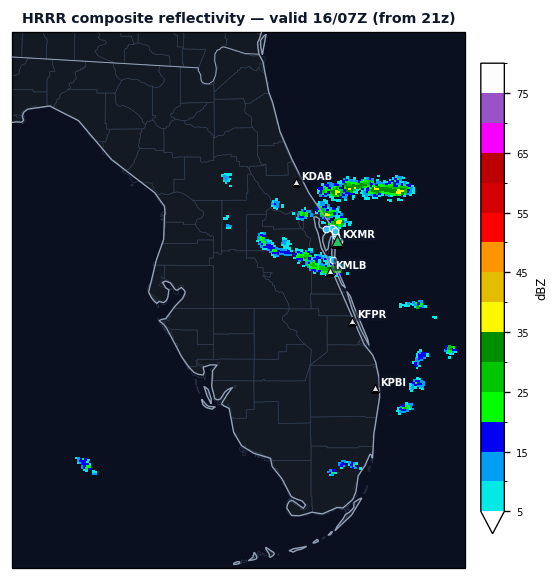 HRRR composite reflectivity — valid 16/07Z (from 21z)
75
65
55
45
35
25
15
5
dBZ
KDAB
KXMR
KMLB
KFPR
KPBI